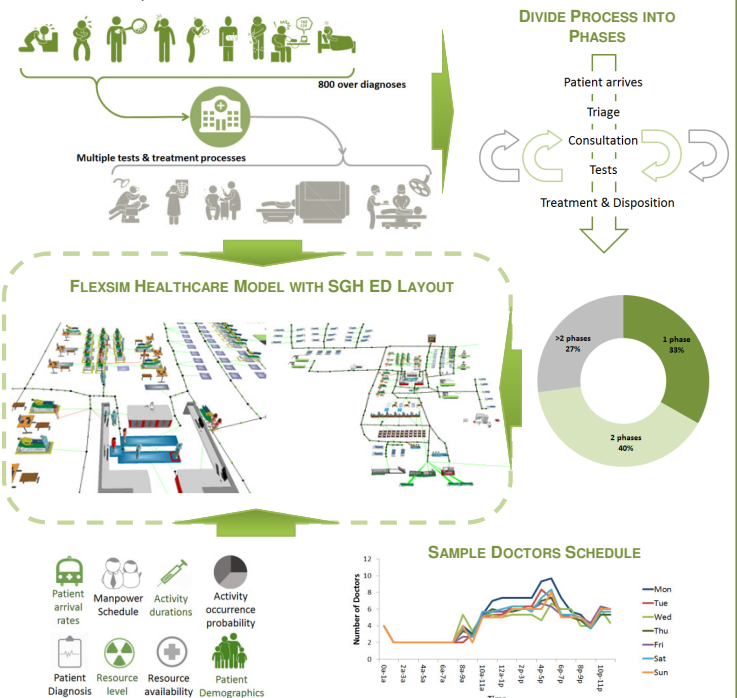 DIVIDE PROCESS INTO
PHASES
800 over diagnoses
Multiple tests & treatment processes
Patient arrives
Triage
Consultation
Tests
Treatment & Disposition
FLEXSIM HEALTHCARE MODEL WITH SGH ED LAYOUT
>2 phases
27%
1 phase
33%
2 phases
40%
Patient
arrival
rates
Manpower
Schedule
Activity
durations
Activity
occurrence
probability
Patient
Diagnosis
Resource
level
Resource
availability
Patient
Demographics
SAMPLE DOCTORS SCHEDULE
Number of Doctors
12
10
8
6
4
2
0
0a-1a
2a-3a
4a-5a
6a-7a
8a-9a
10a-11a
12a-1p
2p-3p
4p-5p
6p-7p
8p-9p
10p-11p
Mon
Tue
Wed
Thu
Fri
Sat
Sun